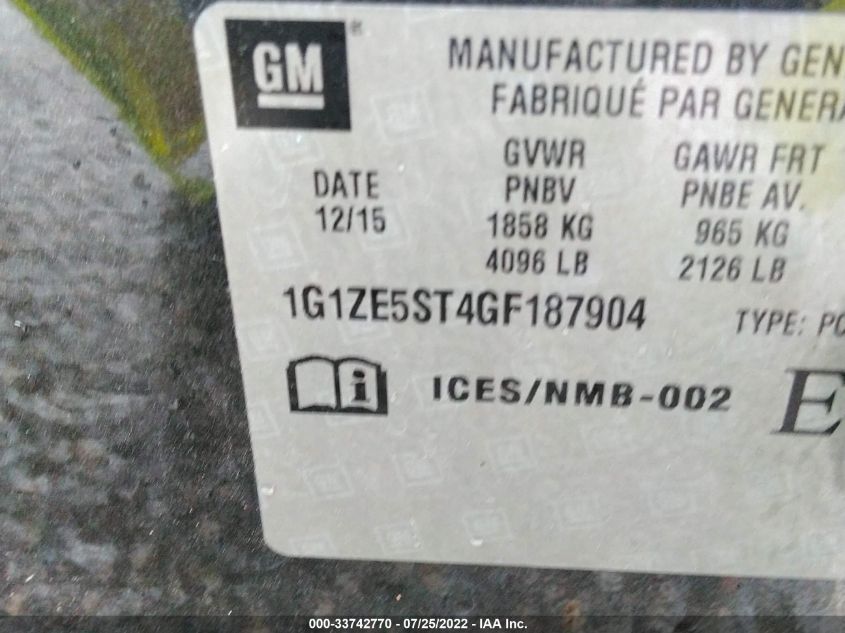 GM®
MANUFACTURED BY GEN
FABRIQUÉ PAR GENERA
DATE
12/15
GVWR
PNBV
1858 KG
4096 LB
GAWR FRT
PNBE AV.
965 KG
2126 LB
1G1ZE5ST4GF187904
TYPE: PC
ICES/NMB-002
E
000-33742770 - 07/25/2022 - IAA Inc.